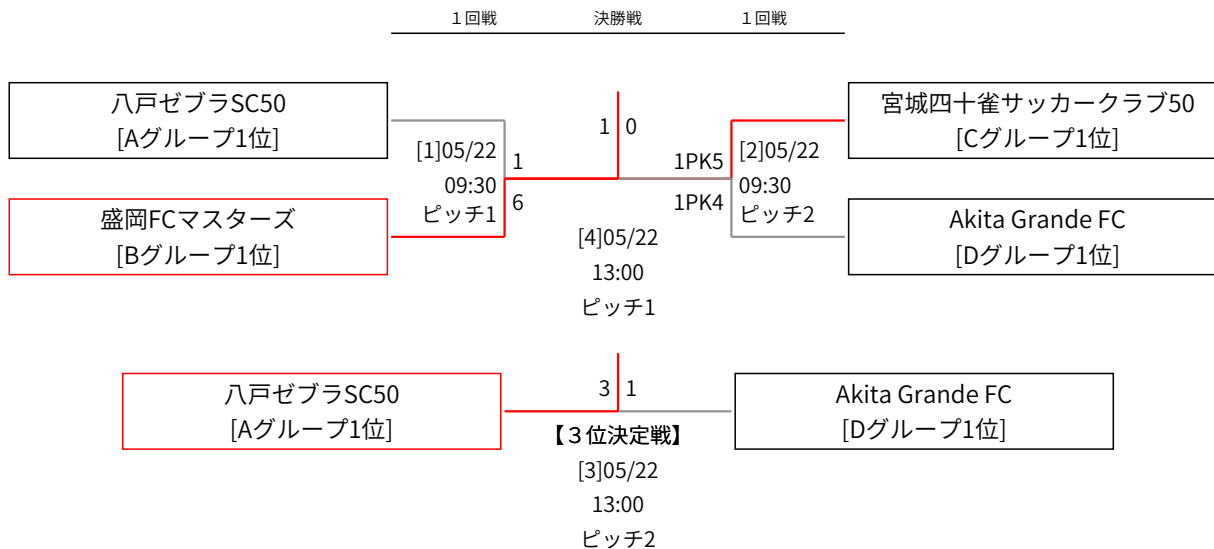 １回戦 決勝戦 １回戦
八戸ゼブラSC50
[Aグループ1位]
盛岡FCマスターズ
[Bグループ1位]
[1]05/22
09:30
ピッチ1
1
6
1 0
[4]05/22
13:00
ピッチ1
1PK5
1PK4
[2]05/22
09:30
ピッチ2
宮城四十雀サッカークラブ50
[Cグループ1位]
Akita Grande FC
[Dグループ1位]
八戸ゼブラSC50
[Aグループ1位]
3 1
【３位決定戦】
[3]05/22
13:00
ピッチ2
Akita Grande FC
[Dグループ1位]